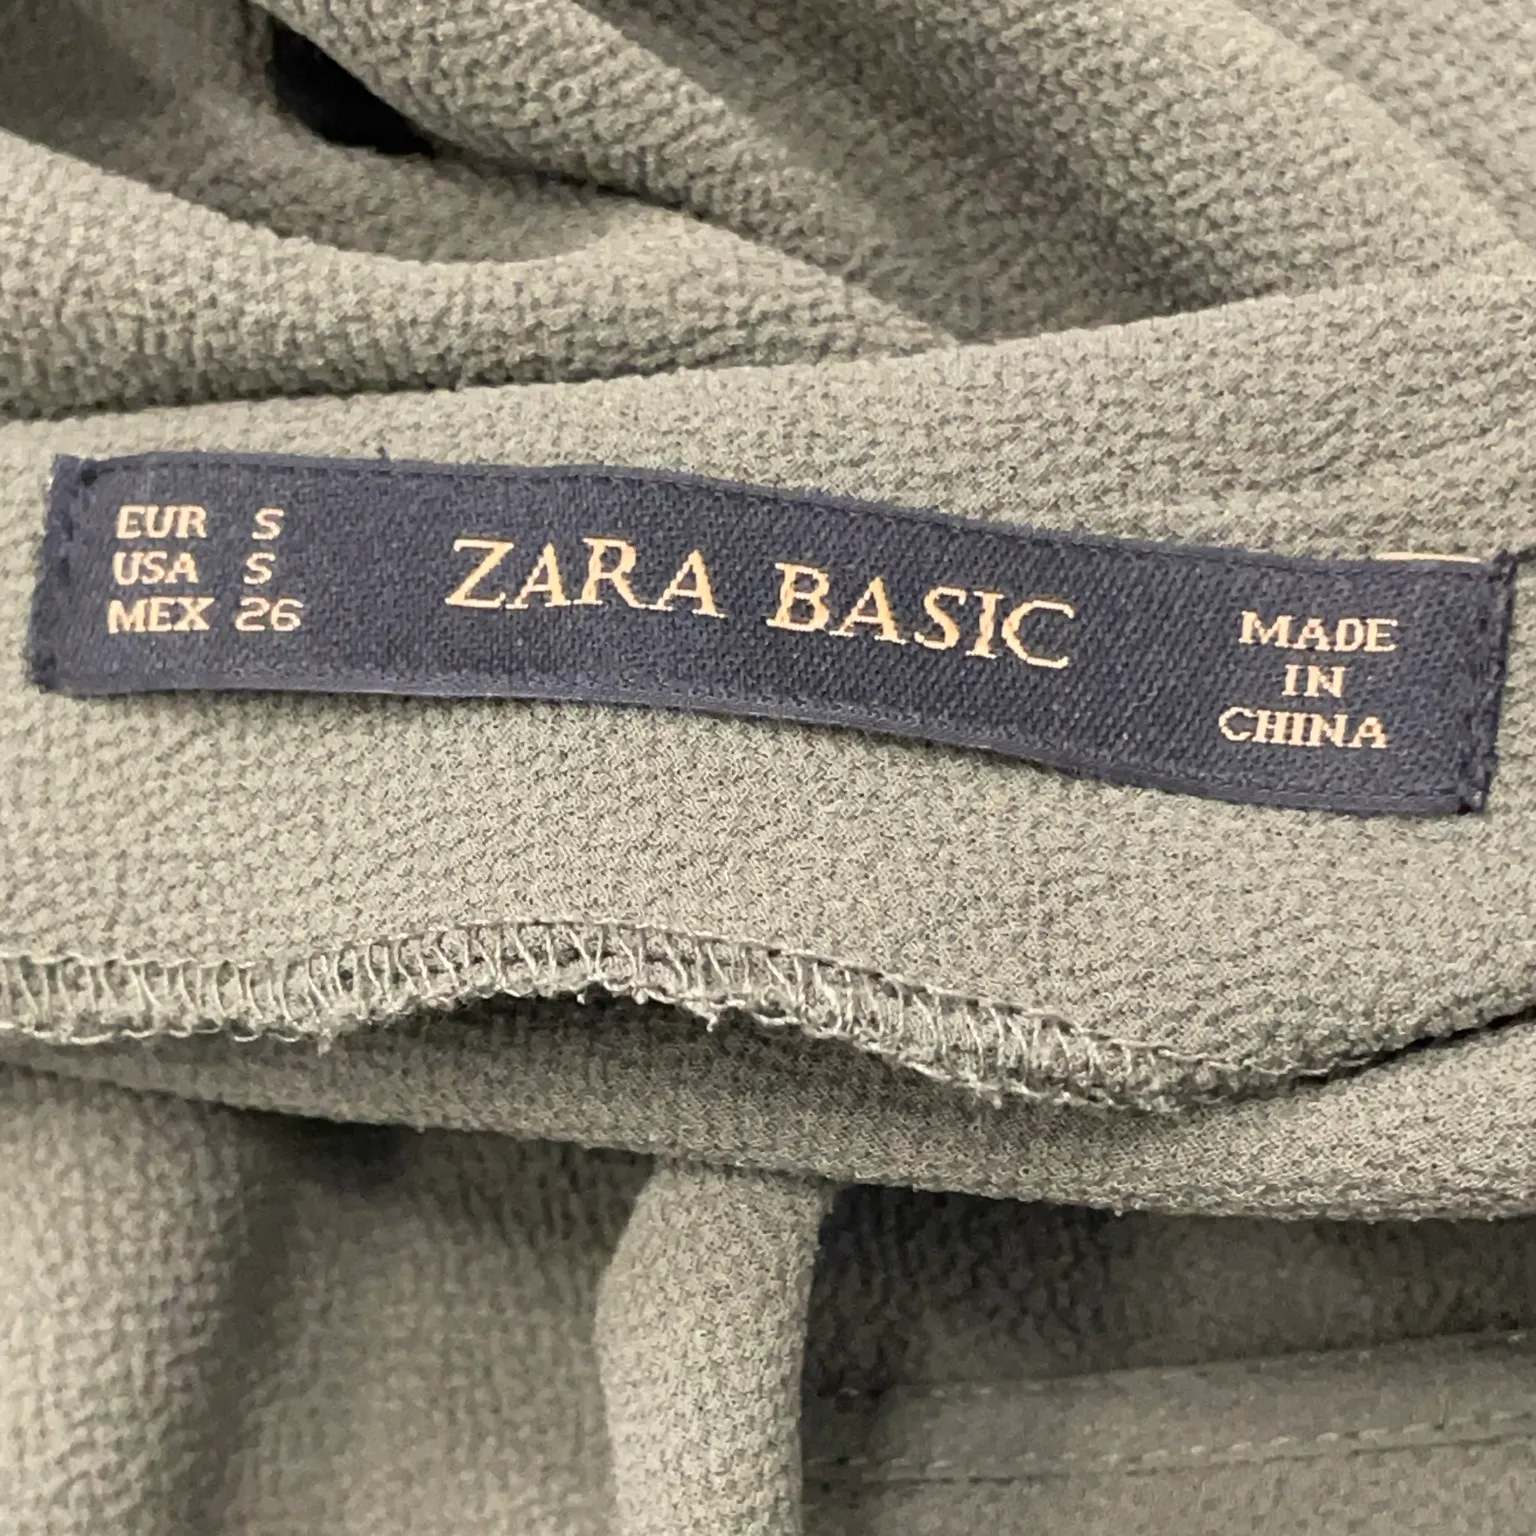 EUR S
USA S
MEX 26
ZARA BASIC
MADE
IN
CHINA